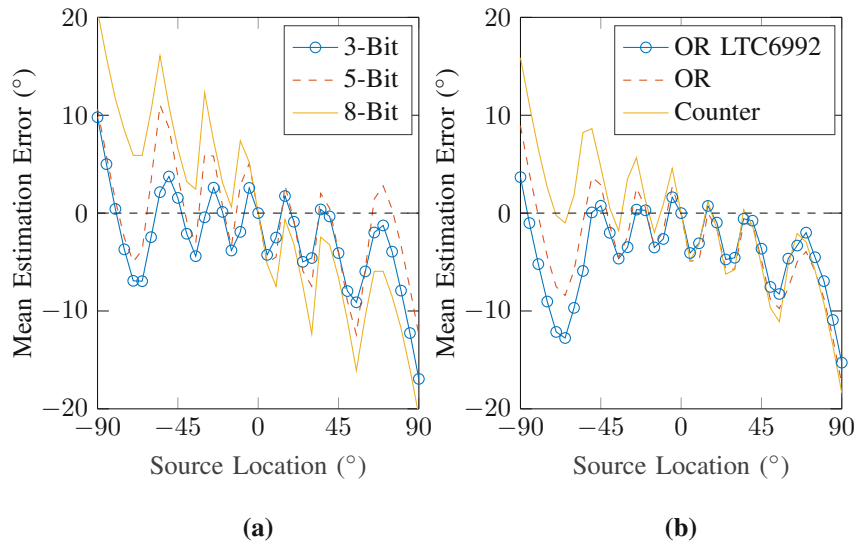 20
10
0
−10
−20
−90
−45
0
45
90
Mean Estimation Error (°)
Source Location (°)
3-Bit
5-Bit
8-Bit
(a)
20
10
0
−10
−20
−90
−45
0
45
90
Mean Estimation Error (°)
Source Location (°)
OR LTC6992
OR
Counter
(b)